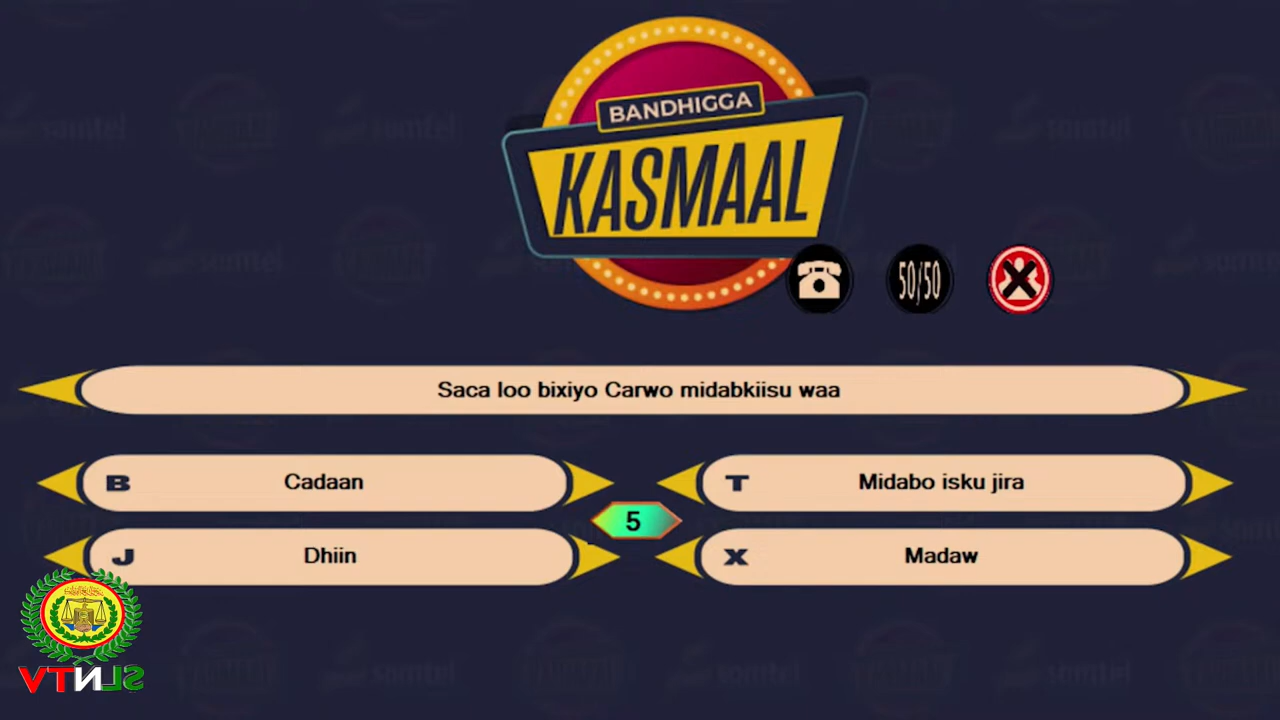 BANDHIGGA
KASMAAL
50/50
Saca loo bixiyo Carwo midabkiisu waa
B Cadaan
T Midabo isku jira
5
J Dhiin
X Madaw
SLNTV